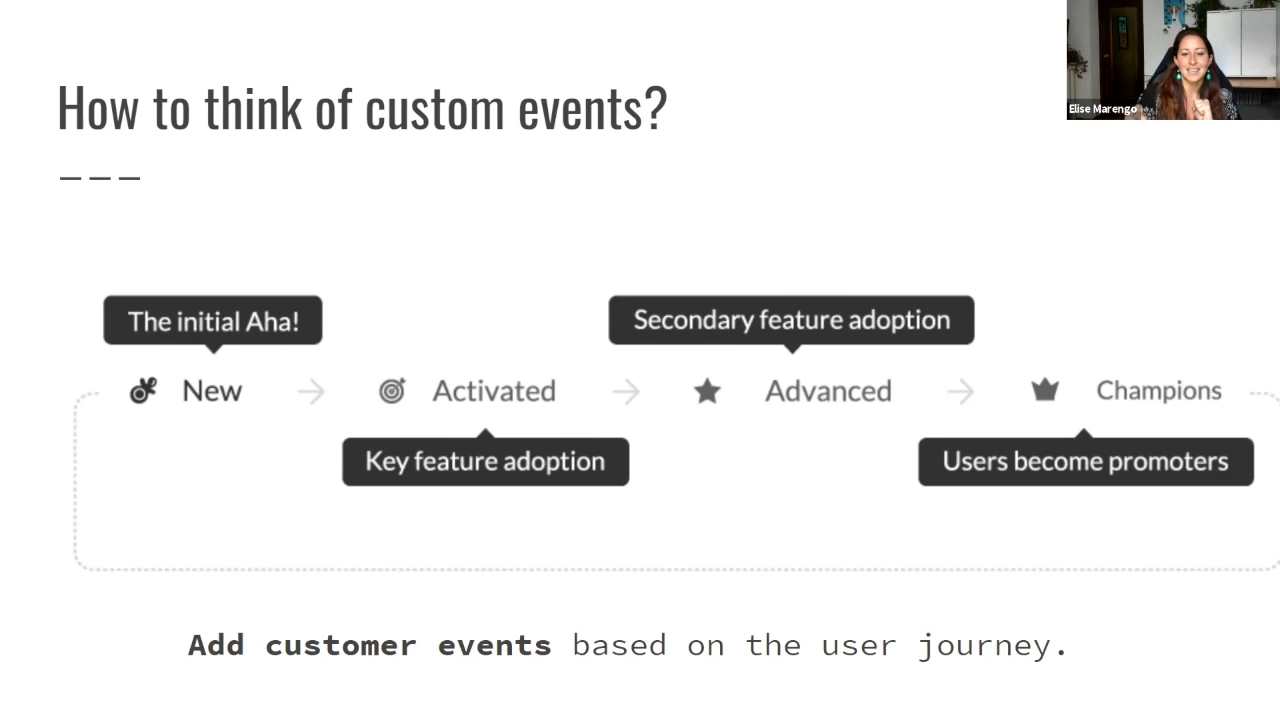 Elise Marengo
How to think of custom events?
The initial Aha!
Secondary feature adoption
New
Activated
Advanced
Champions
Key feature adoption
Users become promoters
Add customer events based on the user journey.